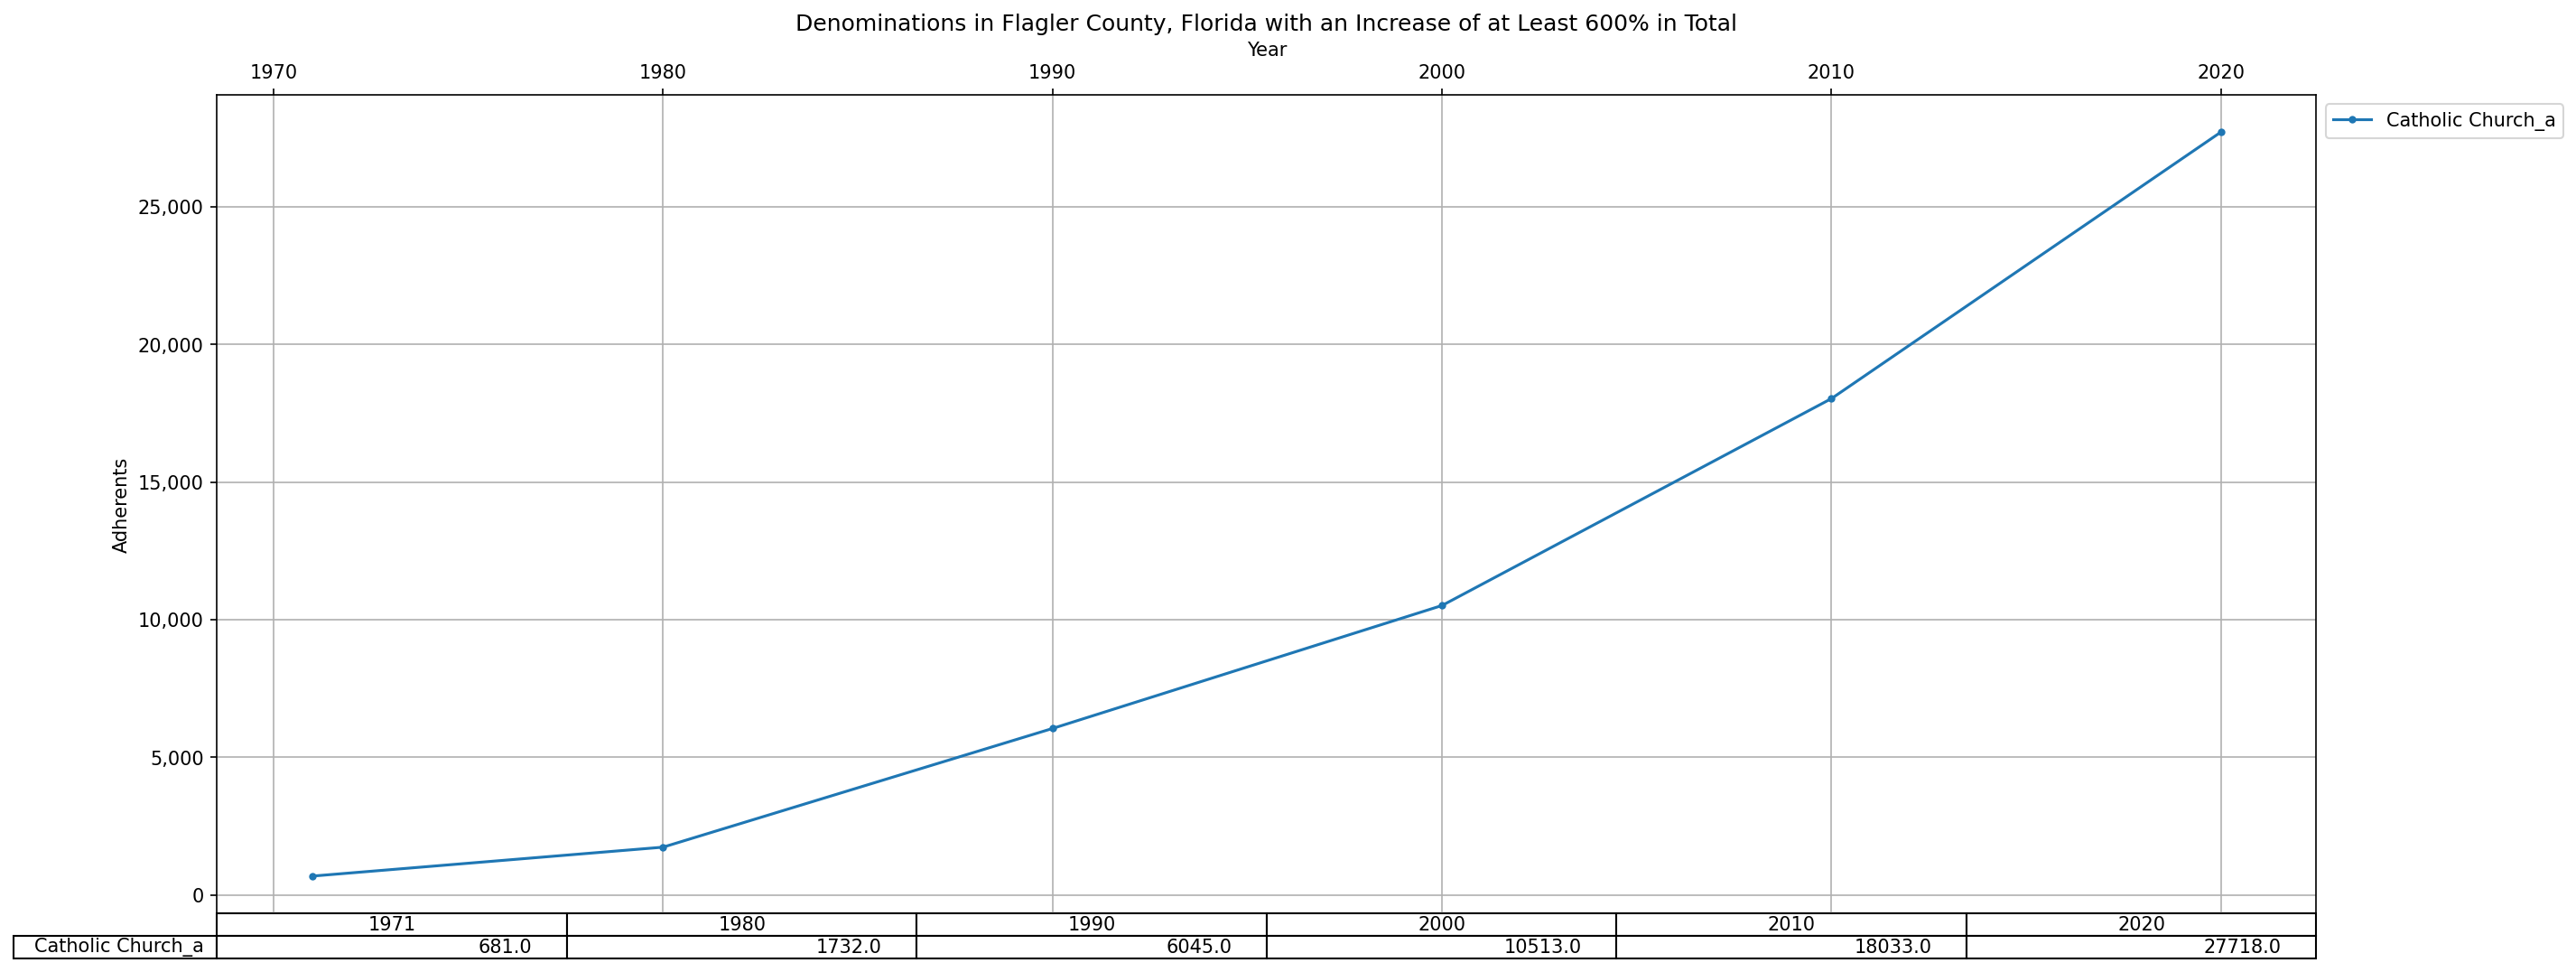 Denominations in Flagler County, Florida with an Increase of at Least 600% in Total
Year
1970 1980 1990 2000 2010 2020
Catholic Church_a
25,000
20,000
15,000
Adherents
10,000
5,000
0
1971 1980 1990 2000 2010 2020
Catholic Church_a 681.0 1732.0 6045.0 10513.0 18033.0 27718.0